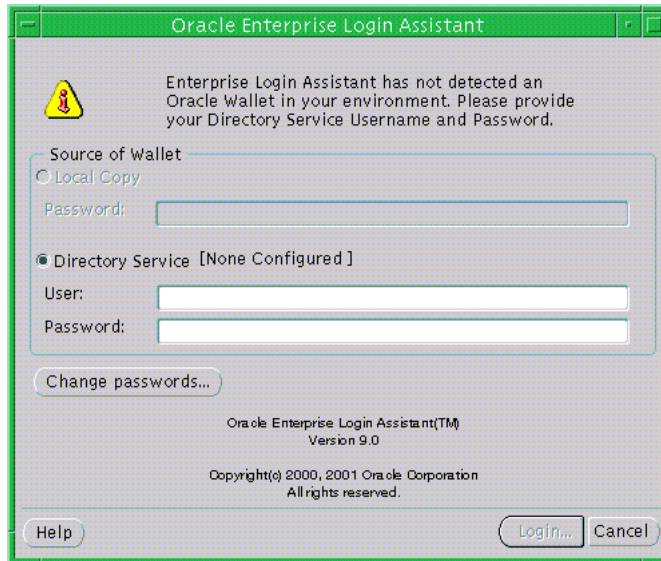 Oracle Enterprise Login Assistant
Enterprise Login Assistant has not detected an
Oracle Wallet in your environment. Please provide
your Directory Service Username and Password.
Source of Wallet
Local Copy
Password:
Directory Service [None Configured ]
User:
Password:
Change passwords...
Oracle Enterprise Login Assistant(TM)
Version 9.0
Copyright(c) 2000, 2001 Oracle Corporation
All rights reserved.
Help Login... Cancel